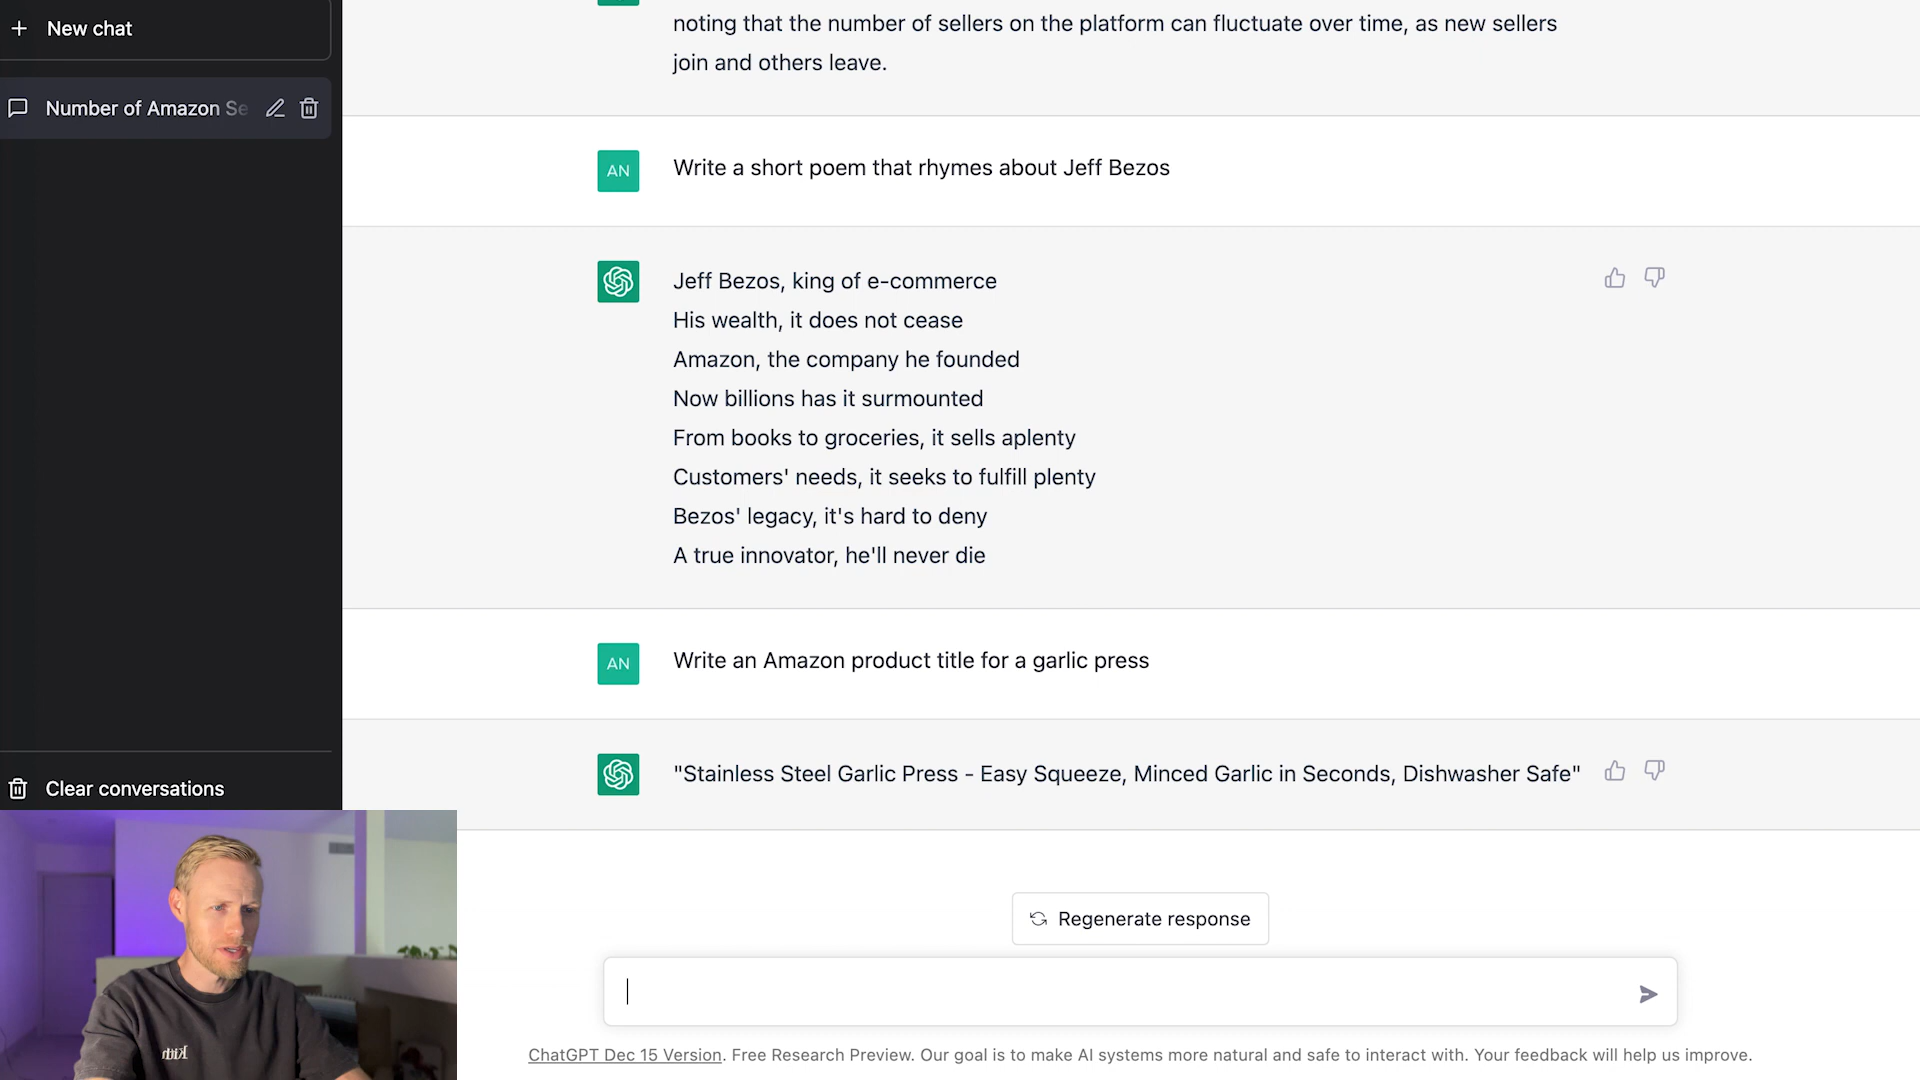 New chat
Number of Amazon Se
noting that the number of sellers on the platform can fluctuate over time, as new sellers
join and others leave.
AN
Write a short poem that rhymes about Jeff Bezos
Jeff Bezos, king of e-commerce
His wealth, it does not cease
Amazon, the company he founded
Now billions has it surmounted
From books to groceries, it sells aplenty
Customers' needs, it seeks to fulfill plenty
Bezos' legacy, it's hard to deny
A true innovator, he'll never die
AN
Write an Amazon product title for a garlic press
"Stainless Steel Garlic Press - Easy Squeeze, Minced Garlic in Seconds, Dishwasher Safe"
Clear conversations
Regenerate response
ChatGPT Dec 15 Version. Free Research Preview. Our goal is to make AI systems more natural and safe to interact with. Your feedback will help us improve.